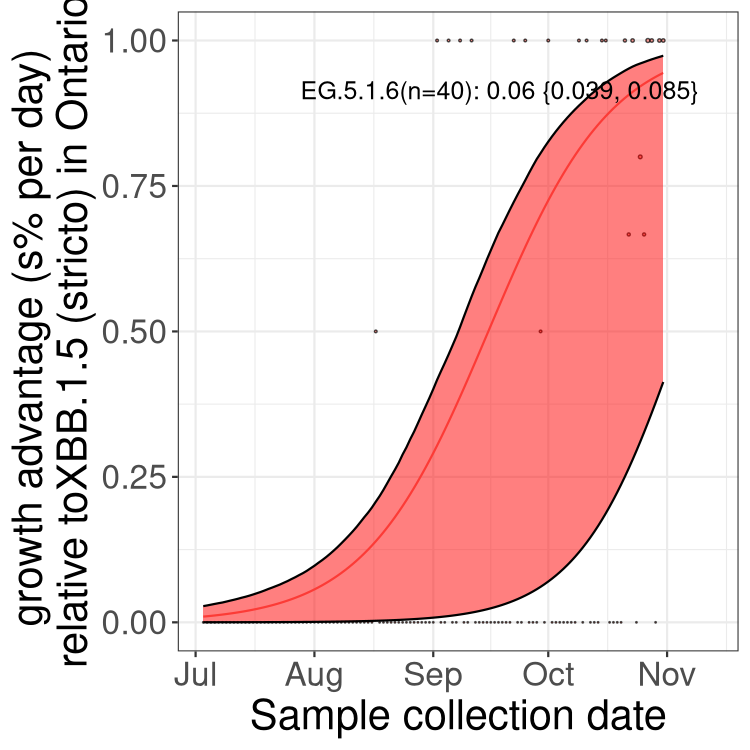 growth advantage (s% per day)
relative toXBB.1.5 (stricto) in Ontario
1.00
0.75
0.50
0.25
0.00
EG.5.1.6(n=40): 0.06 {0.039, 0.085}
Jul Aug Sep Oct Nov
Sample collection date